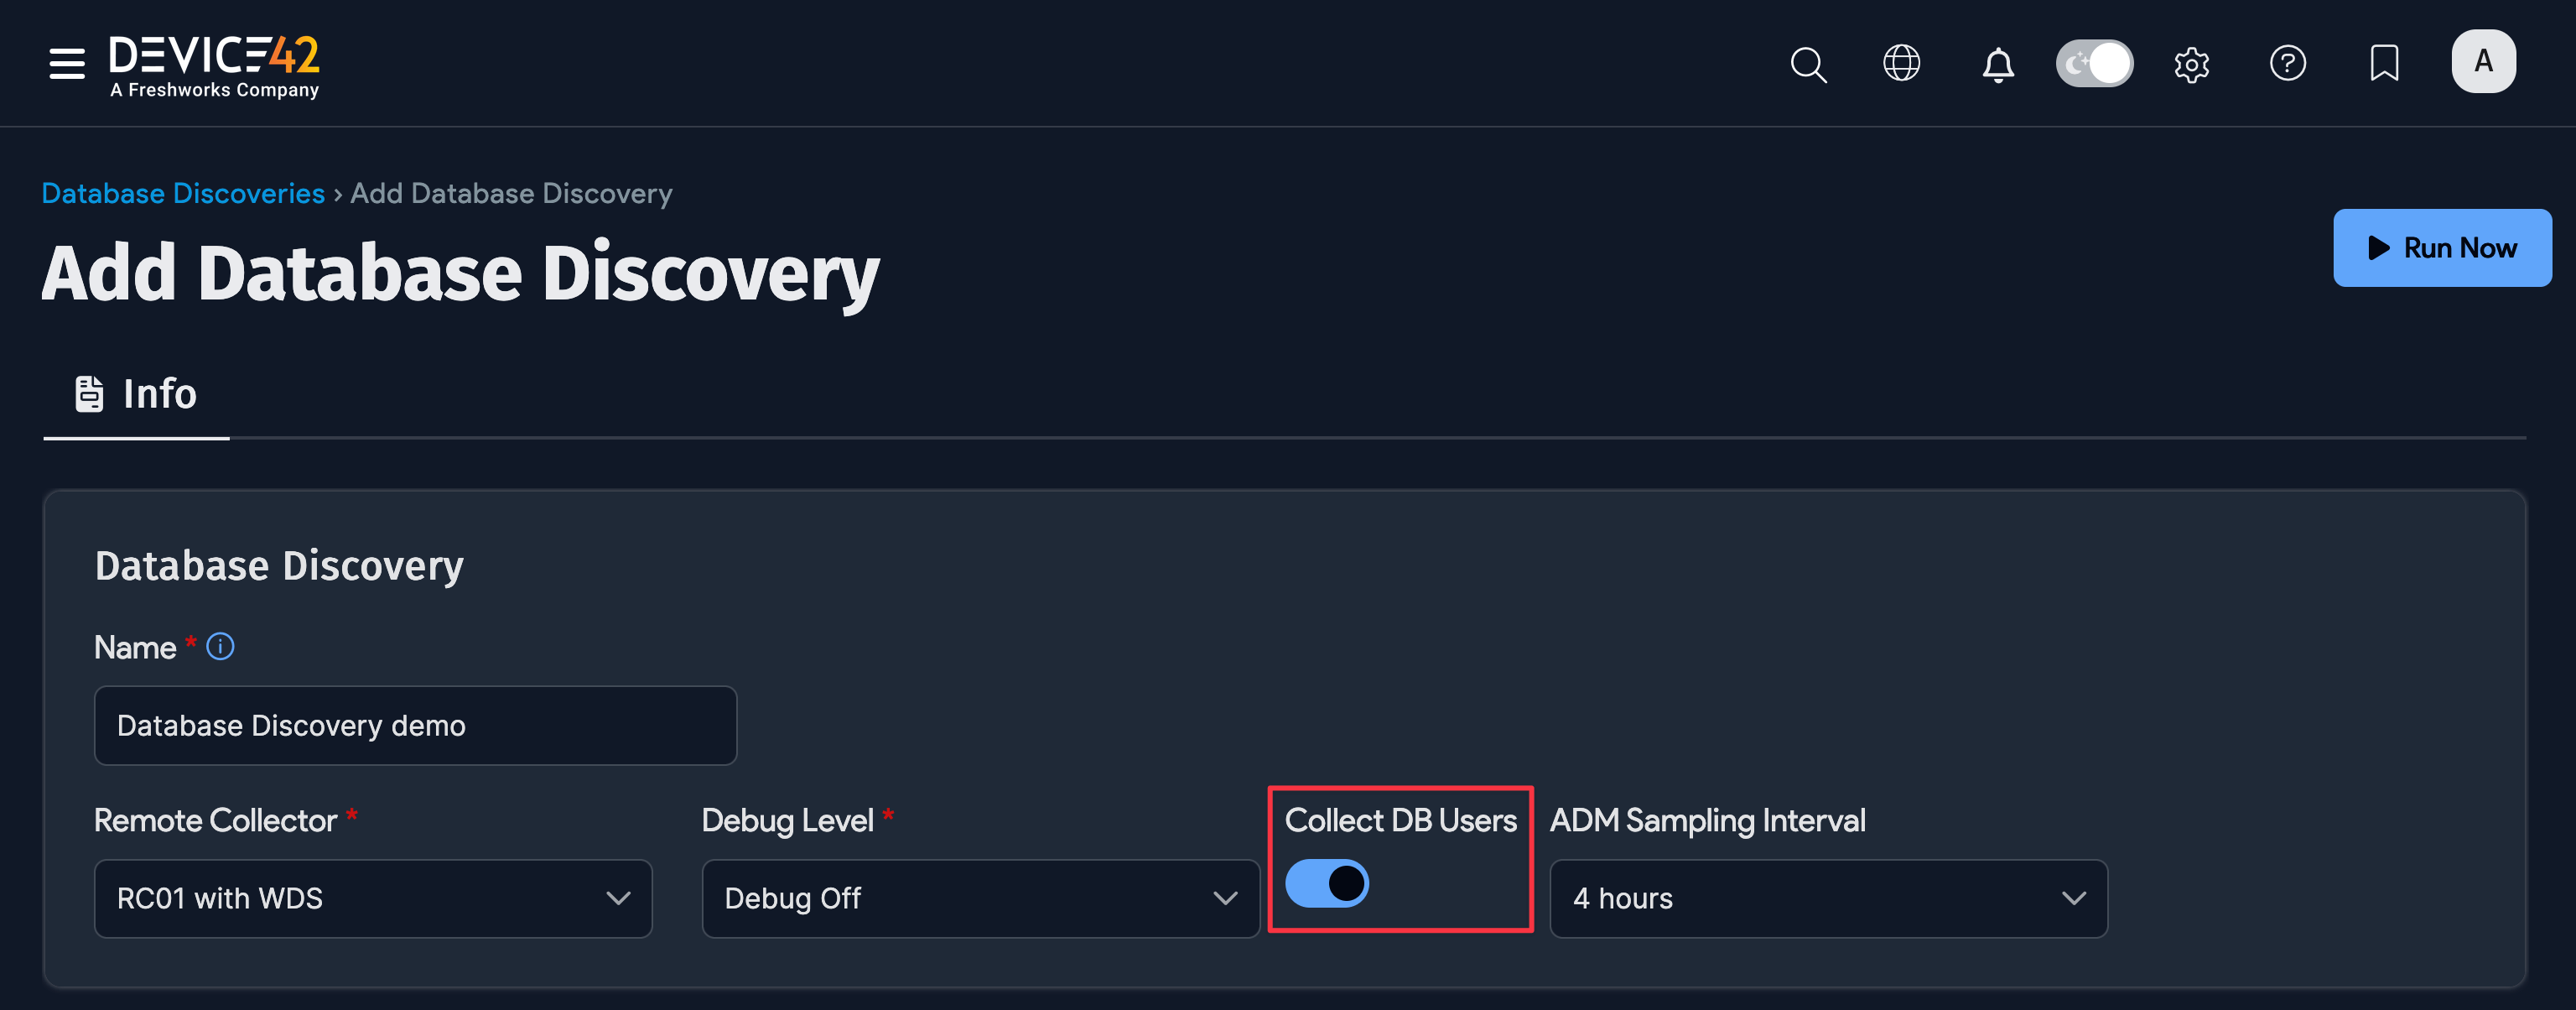 DEVICE42
A Freshworks Company
A
Database Discoveries › Add Database Discovery
Add Database Discovery
Run Now
Info
Database Discovery
Name *
Database Discovery demo
Remote Collector * Debug Level * Collect DB Users ADM Sampling Interval
RC01 with WDS Debug Off 4 hours